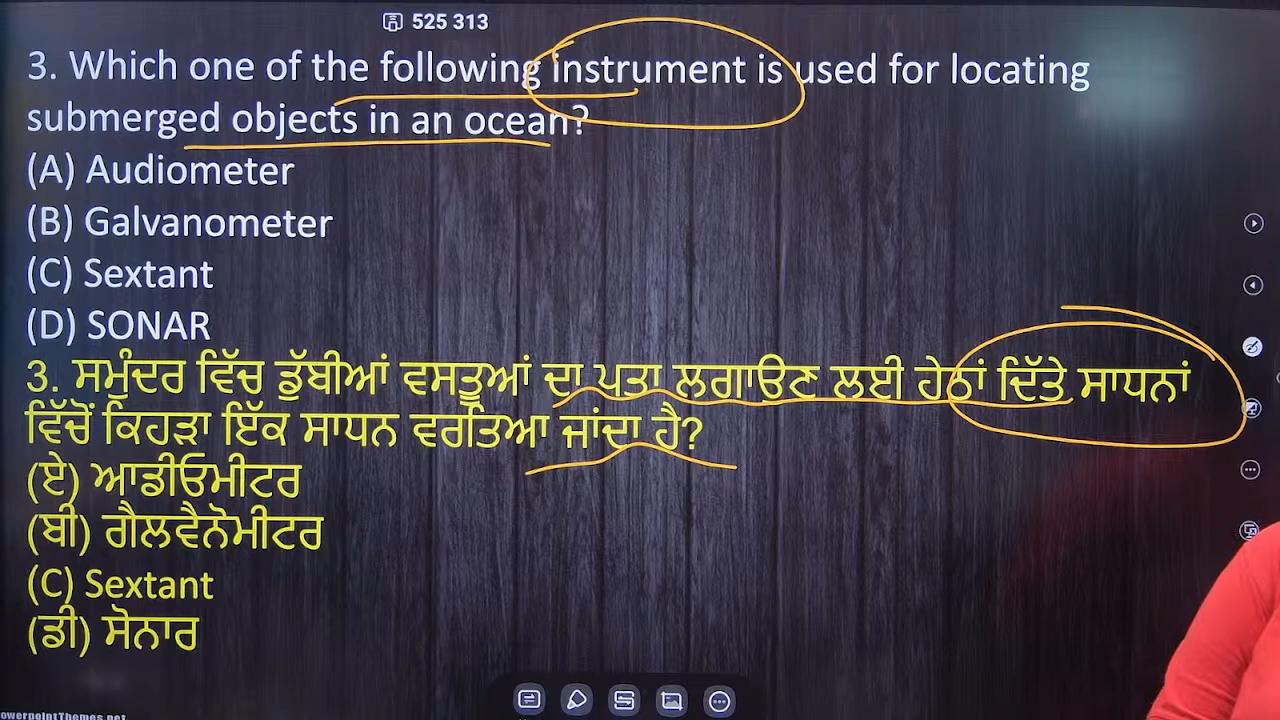 525 313
3. Which one of the following instrument is used for locating
submerged objects in an ocean?
(A) Audiometer
(B) Galvanometer
(C) Sextant
(D) SONAR
3. ਸਮੁੰਦਰ ਵਿੱਚ ਡੁੱਬੀਆਂ ਵਸਤੂਆਂ ਦਾ ਪਤਾ ਲਗਾਉਣ ਲਈ ਹੇਠਾਂ ਦਿੱਤੇ ਸਾਧਨਾਂ
ਵਿੱਚੋਂ ਕਿਹੜਾ ਇੱਕ ਸਾਧਨ ਵਰਤਿਆ ਜਾਂਦਾ ਹੈ?
(ਏ) ਆਡੀਓਮੀਟਰ
(ਬੀ) ਗੈਲਵੈਨੋਮੀਟਰ
(C) Sextant
(ਡੀ) ਸੋਨਾਰ
owerpointThemes.net